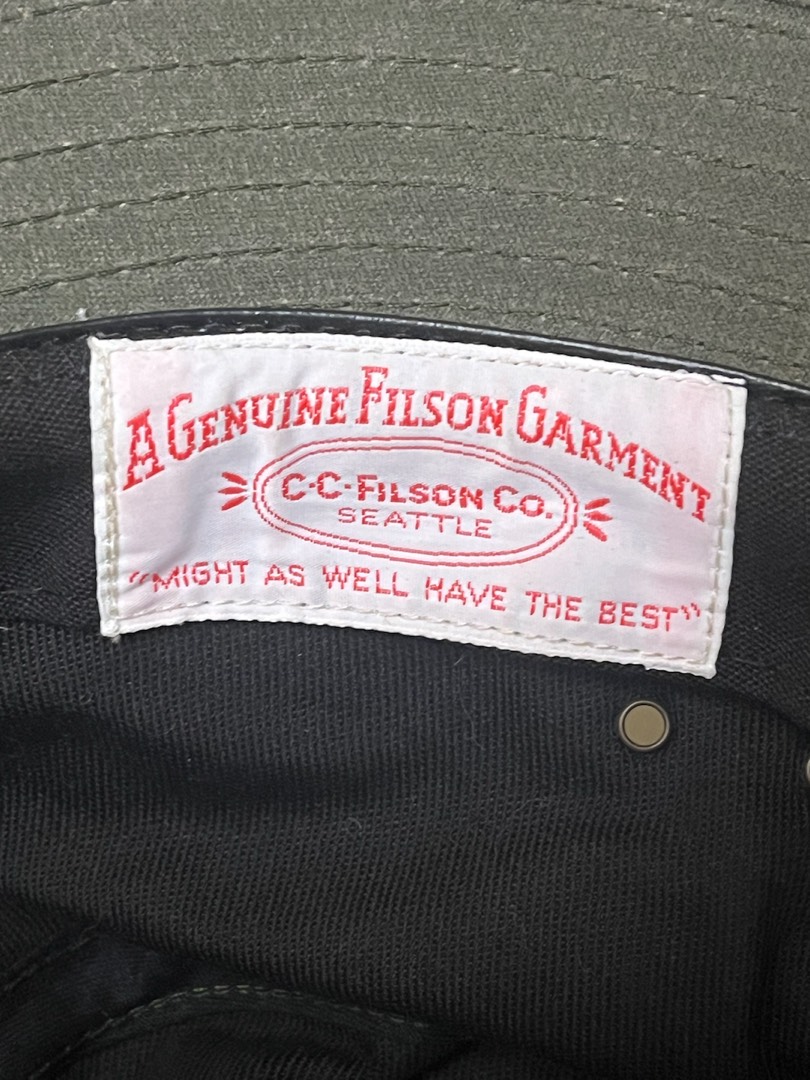 A GENUINE FILSON GARMENT
C·C·FILSON CO.
SEATTLE
"MIGHT AS WELL HAVE THE BEST"